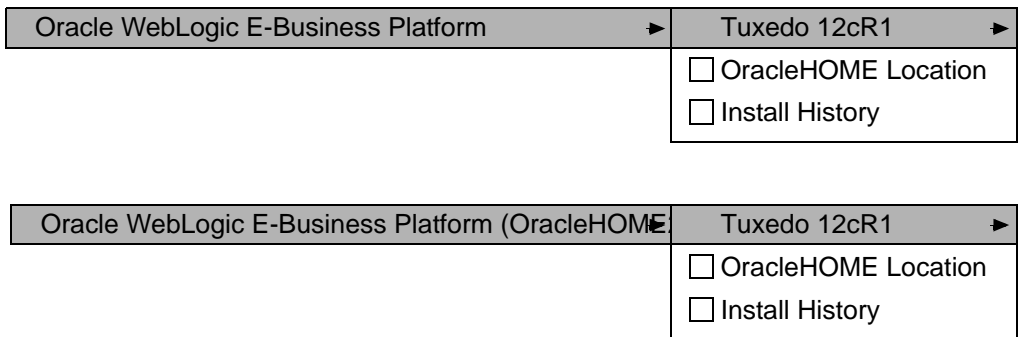 Oracle WebLogic E-Business Platform Tuxedo 12cR1
OracleHOME Location
Install History
Oracle WebLogic E-Business Platform (OracleHOME Tuxedo 12cR1
OracleHOME Location
Install History